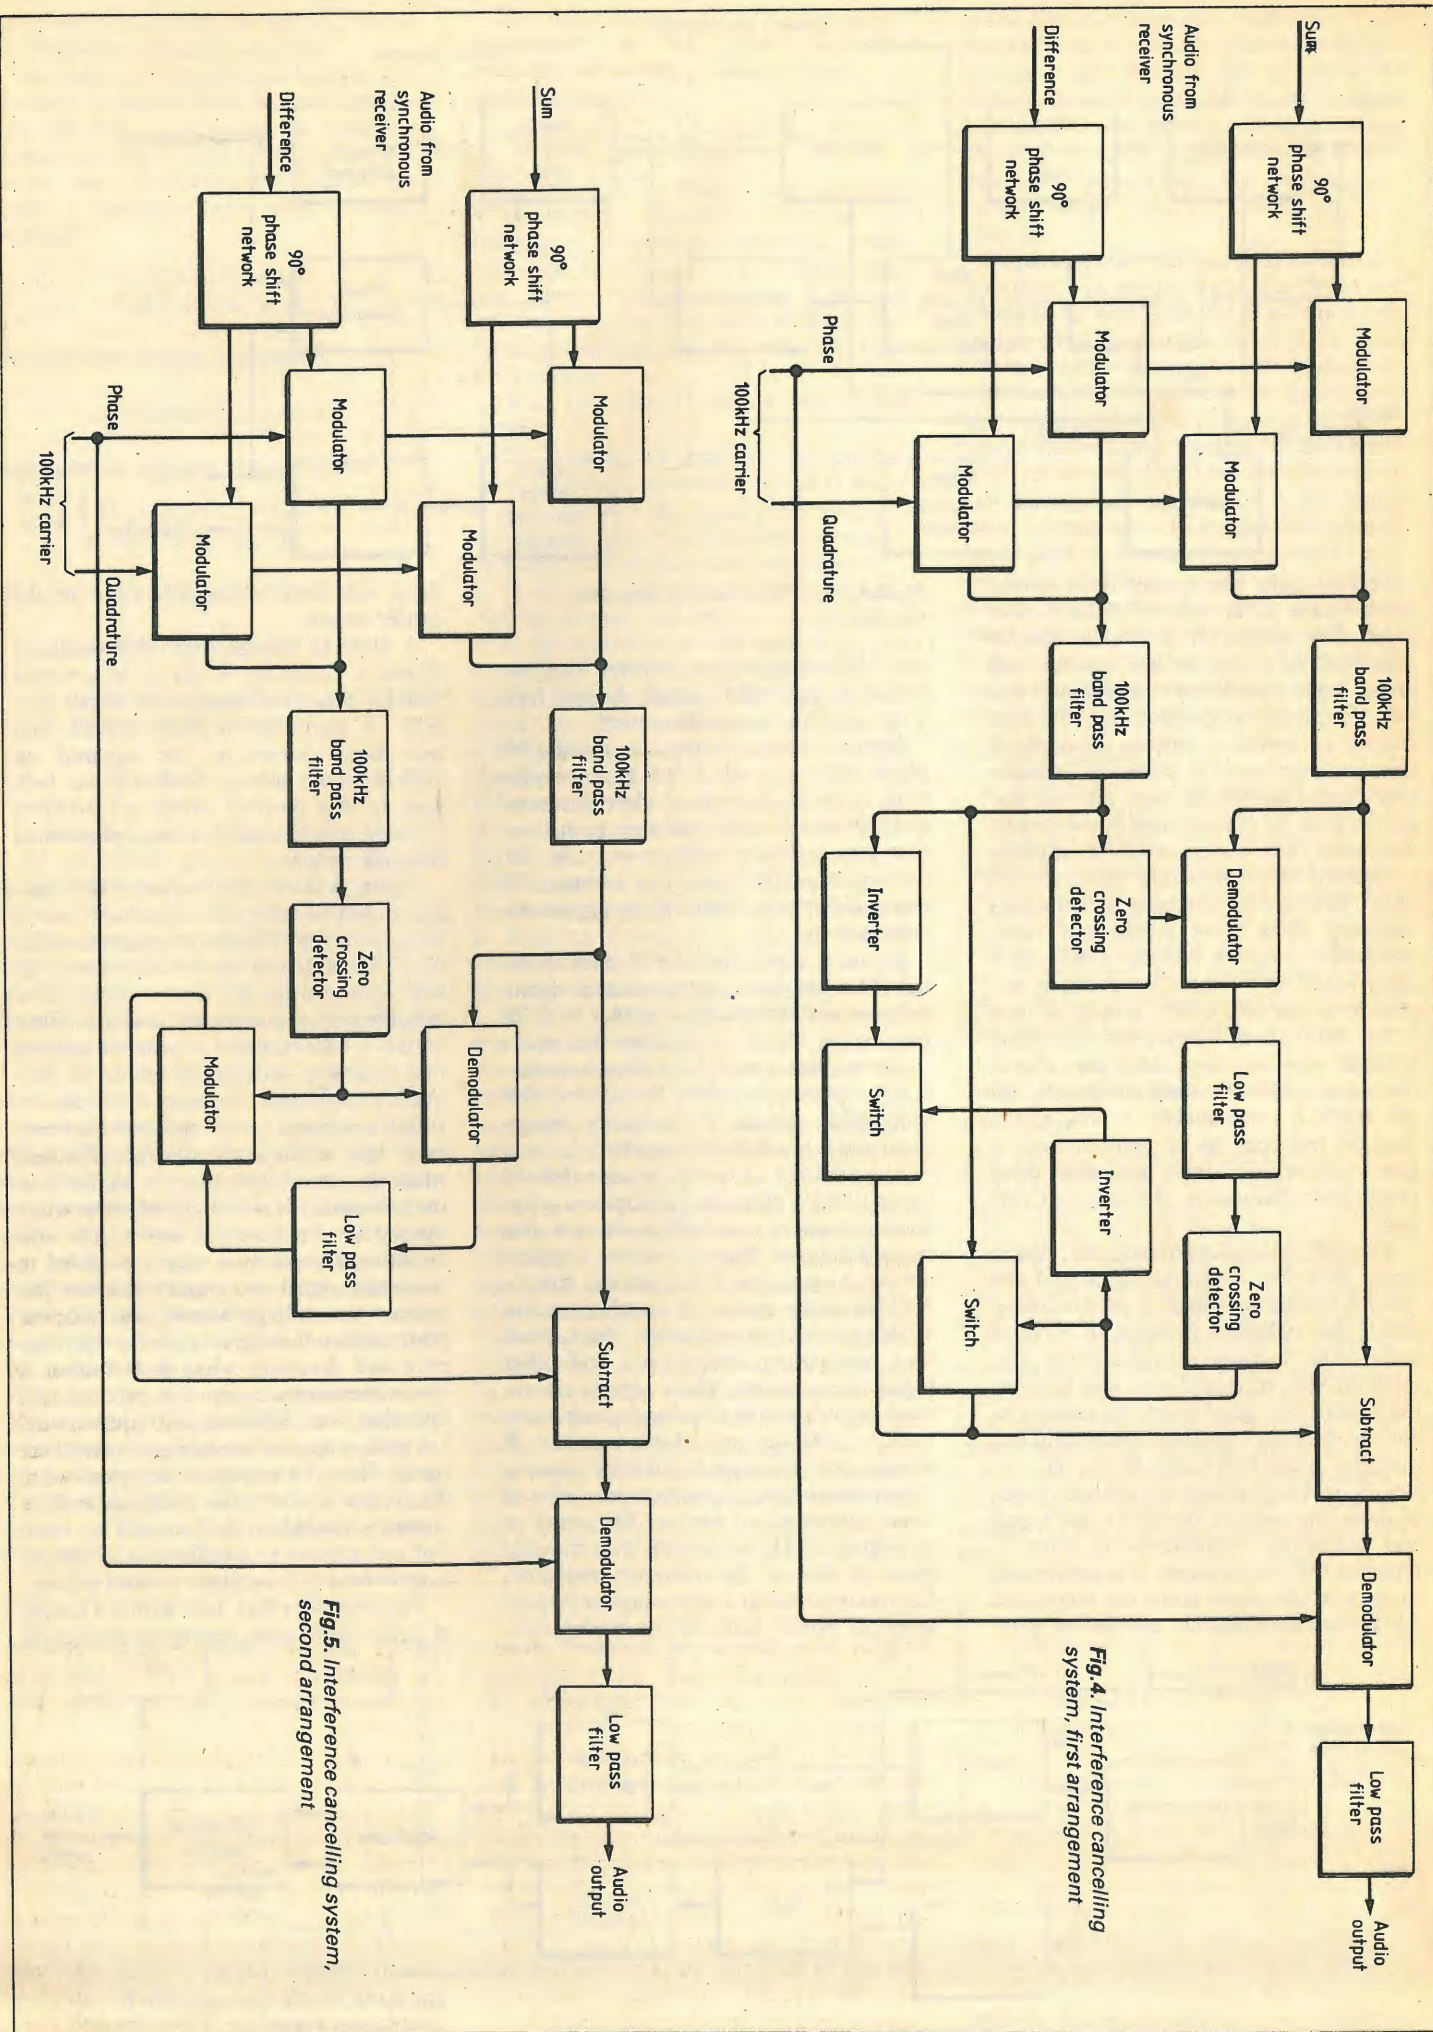 Sum
Audio from
synchronous
receiver
Difference
90°
phase shift
network
90°
phase shift
network
Modulator
Modulator
Modulator
Modulator
Phase
100kHz carrier
Quadrature
100kHz
band pass
filter
100kHz
band pass
filter
Demodulator
Zero
crossing
detector
Inverter
Low pass
filter
Switch
Inverter
Zero
crossing
detector
Switch
Subtract
Demodulator
Low pass
filter
Audio
output
Fig.4. Interference cancelling
system, first arrangement
Sum
Audio from
synchronous
receiver
Difference
90°
phase shift
network
90°
phase shift
network
Modulator
Modulator
Modulator
Modulator
Phase
100kHz carrier
Quadrature
100kHz
band pass
filter
100kHz
band pass
filter
Zero
crossing
detector
Demodulator
Modulator
Low pass
filter
Subtract
Demodulator
Low pass
filter
Audio
output
Fig.5. Interference cancelling system,
second arrangement